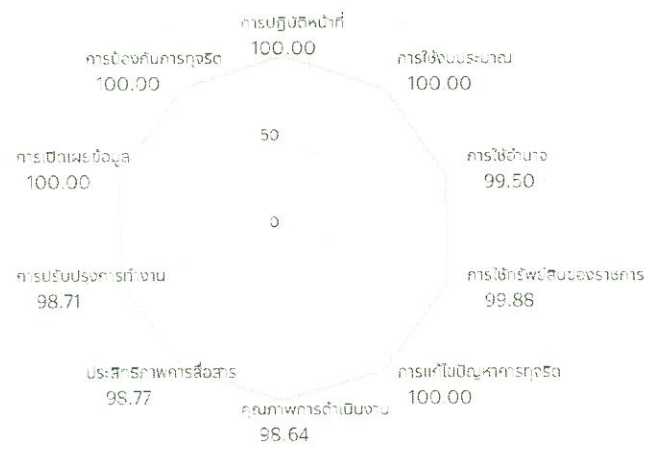 การปฏิบัติหน้าที่
100.00
การป้องกันการทุจริต
100.00
การใช้งบประมาณ
100.00
50
การเปิดเผยข้อมูล
100.00
การใช้อำนาจ
99.50
0
การปรับปรุงการทำงาน
98.71
การใช้ทรัพย์สินของราชการ
99.88
ประสิทธิภาพการสื่อสาร
98.77
การแก้ไขปัญหาการทุจริต
100.00
คุณภาพการดำเนินงาน
98.64